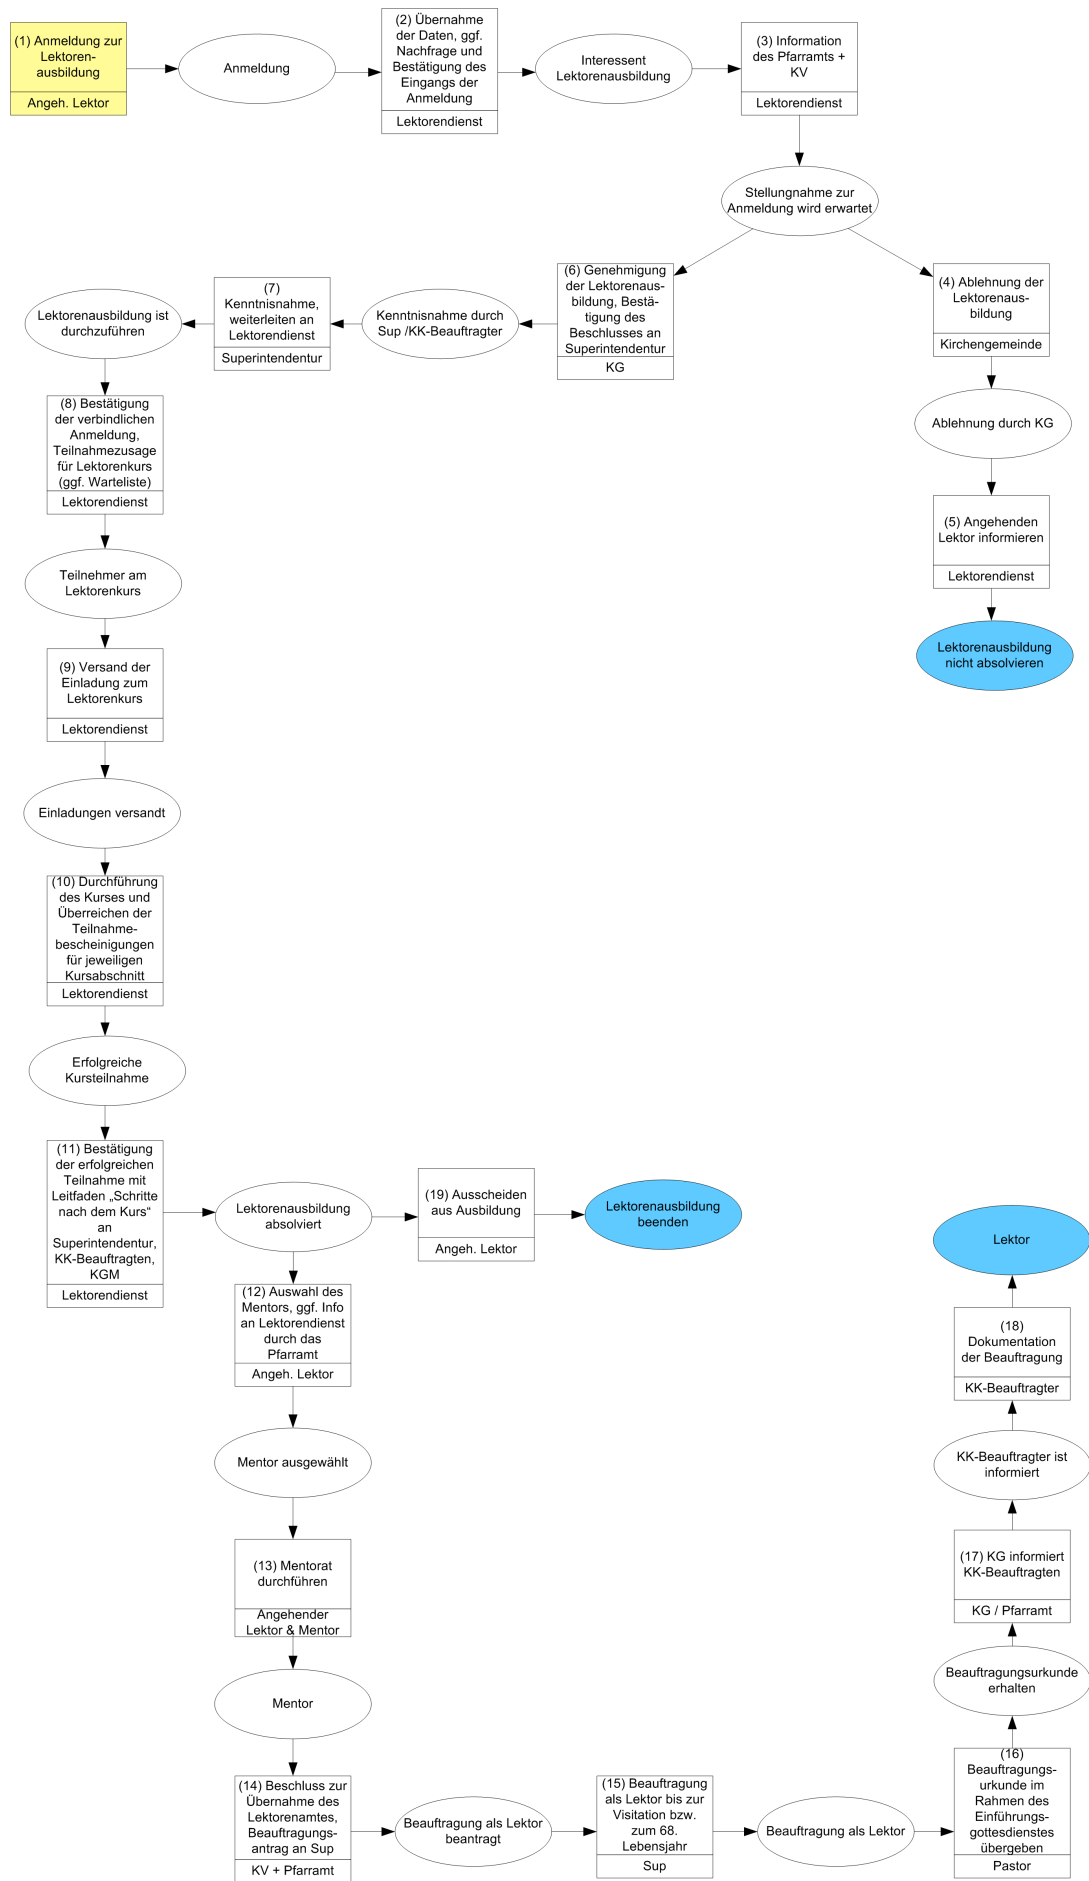 (1) Anmeldung zur
Lektoren-
ausbildung
Angeh. Lektor
Anmeldung
(2) Übernahme
der Daten, ggf.
Nachfrage und
Bestätigung des
Eingangs der
Anmeldung
Lektorendienst
Interessent
Lektorenausbildung
(3) Information
des Pfarramts +
KV
Lektorendienst
Stellungnahme zur
Anmeldung wird erwartet
(4) Ablehnung der
Lektorenaus-
bildung
Kirchengemeinde
Ablehnung durch KG
(5) Angehenden
Lektor informieren
Lektorendienst
Lektorenausbildung
nicht absolvieren
(6) Genehmigung
der Lektorenaus-
bildung, Bestä-
tigung des
Beschlusses an
Superintendentur
KG
Kenntnisnahme durch
Sup /KK-Beauftragter
(7)
Kenntnisnahme,
weiterleiten an
Lektorendienst
Superintendentur
Lektorenausbildung ist
durchzuführen
(8) Bestätigung
der verbindlichen
Anmeldung,
Teilnahmezusage
für Lektorenkurs
(ggf. Warteliste)
Lektorendienst
Teilnehmer am
Lektorenkurs
(9) Versand der
Einladung zum
Lektorenkurs
Lektorendienst
Einladungen versandt
(10) Durchführung
des Kurses und
Überreichen der
Teilnahme-
bescheinigungen
für jeweiligen
Kursabschnitt
Lektorendienst
Erfolgreiche
Kursteilnahme
(11) Bestätigung
der erfolgreichen
Teilnahme mit
Leitfaden „Schritte
nach dem Kurs“
an
Superintendentur,
KK-Beauftragten,
KGM
Lektorendienst
Lektorenausbildung
absolviert
(19) Ausscheiden
aus Ausbildung
Angeh. Lektor
Lektorenausbildung
beenden
(12) Auswahl des
Mentors, ggf. Info
an Lektorendienst
durch das
Pfarramt
Angeh. Lektor
Mentor ausgewählt
(13) Mentorat
durchführen
Angehender
Lektor & Mentor
Mentor
(14) Beschluss zur
Übernahme des
Lektorenamtes,
Beauftragungs-
antrag an Sup
KV + Pfarramt
Beauftragung als Lektor
beantragt
(15) Beauftragung
als Lektor bis zur
Visitation bzw.
zum 68.
Lebensjahr
Sup
Beauftragung als Lektor
(16)
Beauftragungs-
urkunde im
Rahmen des
Einführungs-
gottesdienstes
übergeben
Pastor
Beauftragungsurkunde
erhalten
(17) KG informiert
KK-Beauftragten
KG / Pfarramt
KK-Beauftragter ist
informiert
(18)
Dokumentation
der Beauftragung
KK-Beauftragter
Lektor